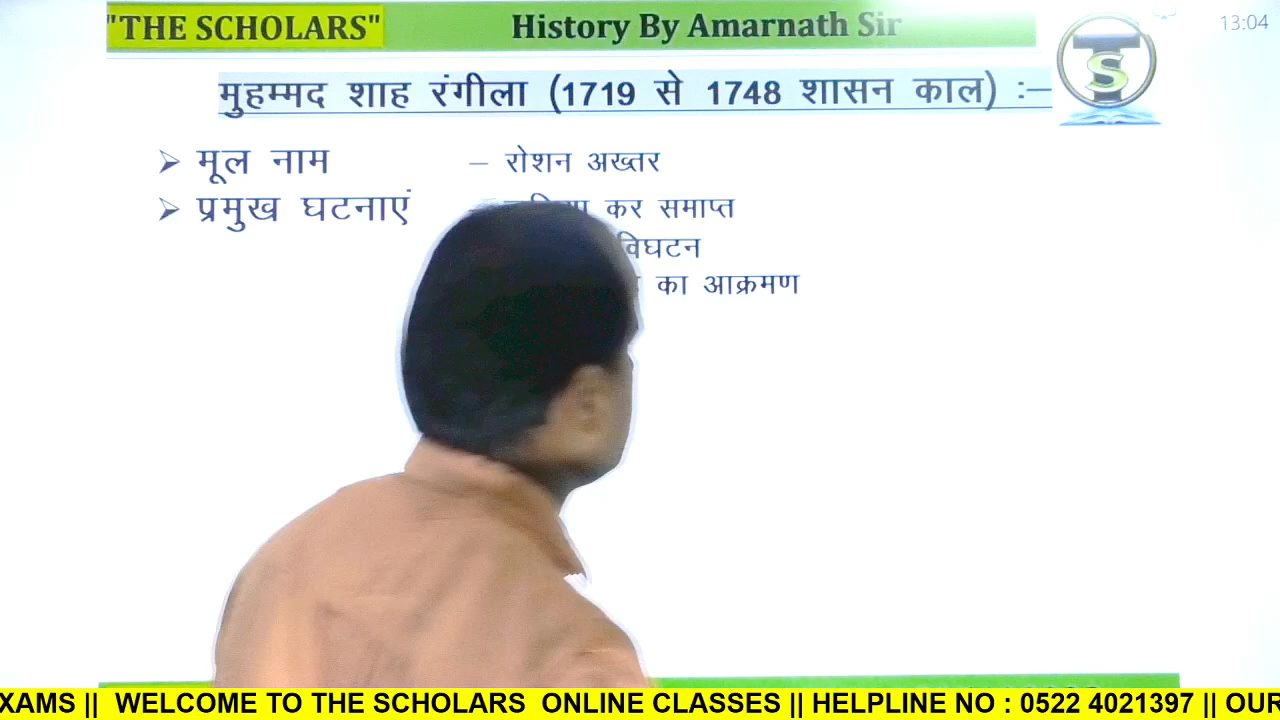 "THE SCHOLARS" History By Amarnath Sir
13:04
मुहम्मद शाह रंगीला (1719 से 1748 शासन काल) :–
➢ मूल नाम – रोशन अख्तर
➢ प्रमुख घटनाएं कर समाप्त
विघटन
का आक्रमण
XAMS || WELCOME TO THE SCHOLARS ONLINE CLASSES || HELPLINE NO : 0522 4021397 || OUR